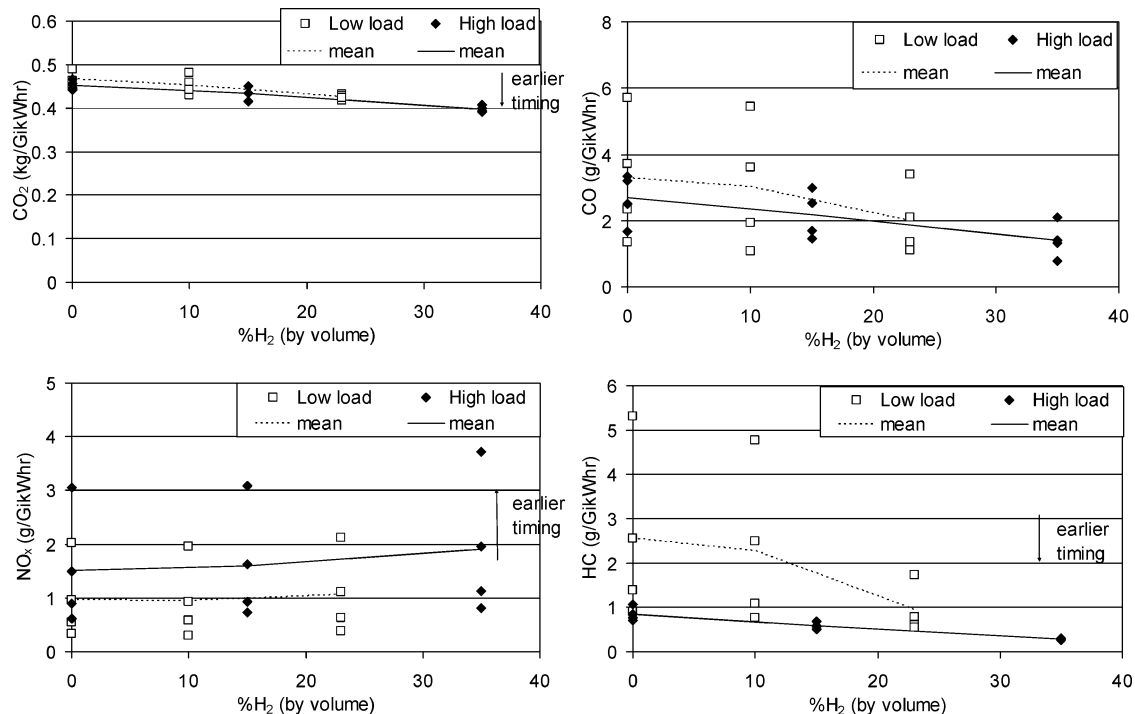 0.6
0.5
0.4
0.3
0.2
0.1
0
CO₂ (kg/GikWhr)
Low load High load
mean mean
earlier
timing
0 10 20 30 40
%H₂ (by volume)
8
6
4
2
0
CO (g/GikWhr)
Low load High load
mean mean
0 10 20 30 40
%H₂ (by volume)
5
4
3
2
1
0
NOₓ (g/GikWhr)
Low load High load
mean mean
earlier
timing
0 10 20 30 40
%H₂ (by volume)
6
5
4
3
2
1
0
HC (g/GikWhr)
Low load High load
mean mean
earlier
timing
0 10 20 30 40
%H₂ (by volume)